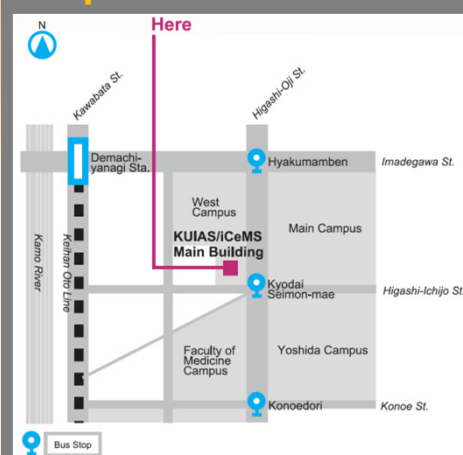 Here
N
Kawabata St.
Higashi-Oji St.
Demachi-
yanagi Sta.
Hyakumamben
Imadegawa St.
West
Campus
Main Campus
KUIAS/iCeMS
Main Building
Kamo River
Keihan Oto Line
Kyodai
Seimon-mae
Higashi-Ichijo St.
Faculty of
Medicine
Campus
Yoshida Campus
Konoedori
Konoe St.
Bus Stop